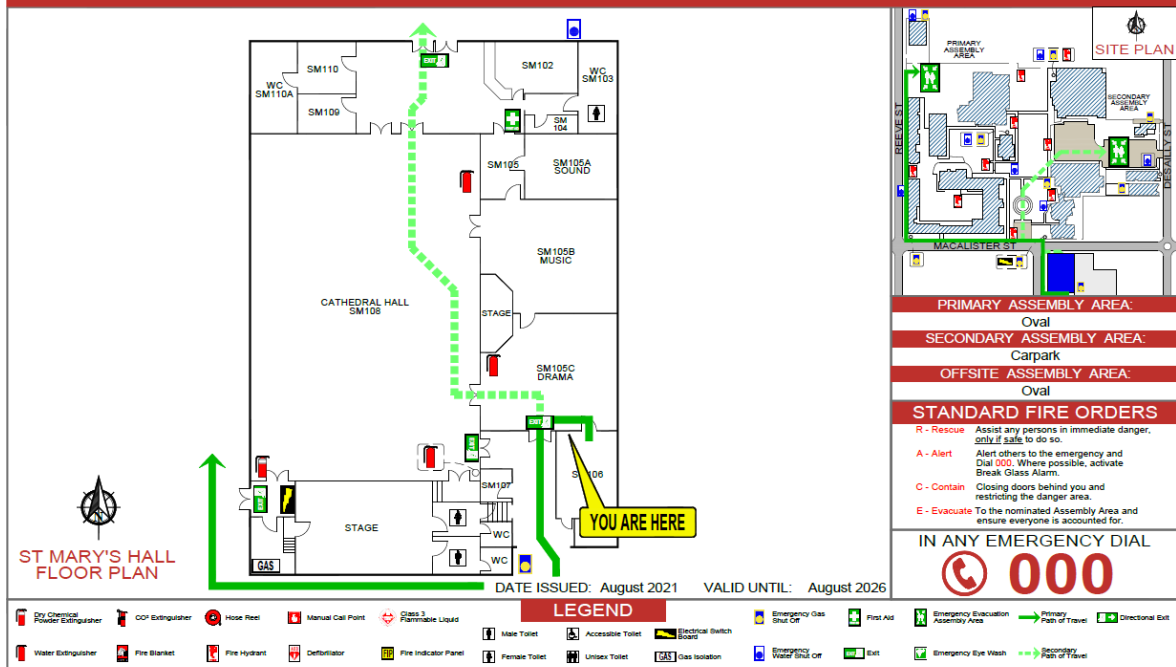 SM110
WC
SM110A
SM109
EXIT
SM102
WC
SM103
SM
104
SM105
SM105A
SOUND
SM105B
MUSIC
CATHEDRAL HALL
SM108
STAGE
SM105C
DRAMA
EXIT
EXIT
SM107
YOU ARE HERE
EXIT
STAGE
WC
WC
GAS
ST MARY'S HALL
FLOOR PLAN
DATE ISSUED: August 2021
VALID UNTIL: August 2026
SITE PLAN
PRIMARY
ASSEMBLY
AREA
SECONDARY
ASSEMBLY
AREA
REEVE ST
DESAILLY ST
MACALISTER ST
PRIMARY ASSEMBLY AREA:
Oval
SECONDARY ASSEMBLY AREA:
Carpark
OFFSITE ASSEMBLY AREA:
Oval
STANDARD FIRE ORDERS
R - Rescue Assist any persons in immediate danger,
only if safe to do so.
A - Alert Alert others to the emergency and
Dial 000. Where possible, activate
Break Glass Alarm.
C - Contain Closing doors behind you and
restricting the danger area.
E - Evacuate To the nominated Assembly Area and
ensure everyone is accounted for.
IN ANY EMERGENCY DIAL
000
LEGEND
Dry Chemical
Powder Extinguisher
CO² Extinguisher
Hose Reel
Manual Call Point
Class 3
Flammable Liquid
Water Extinguisher
Fire Blanket
Fire Hydrant
Defibrillator
FIP
Fire Indicator Panel
Male Toilet
Accessible Toilet
Electrical Switch
Board
Female Toilet
Unisex Toilet
GAS
Gas Isolation
Emergency Gas
Shut Off
First Aid
Emergency Evacuation
Assembly Area
Primary
Path of Travel
Directional Exit
Emergency
Water Shut Off
EXIT
Exit
Emergency Eye Wash
Secondary
Path of Travel